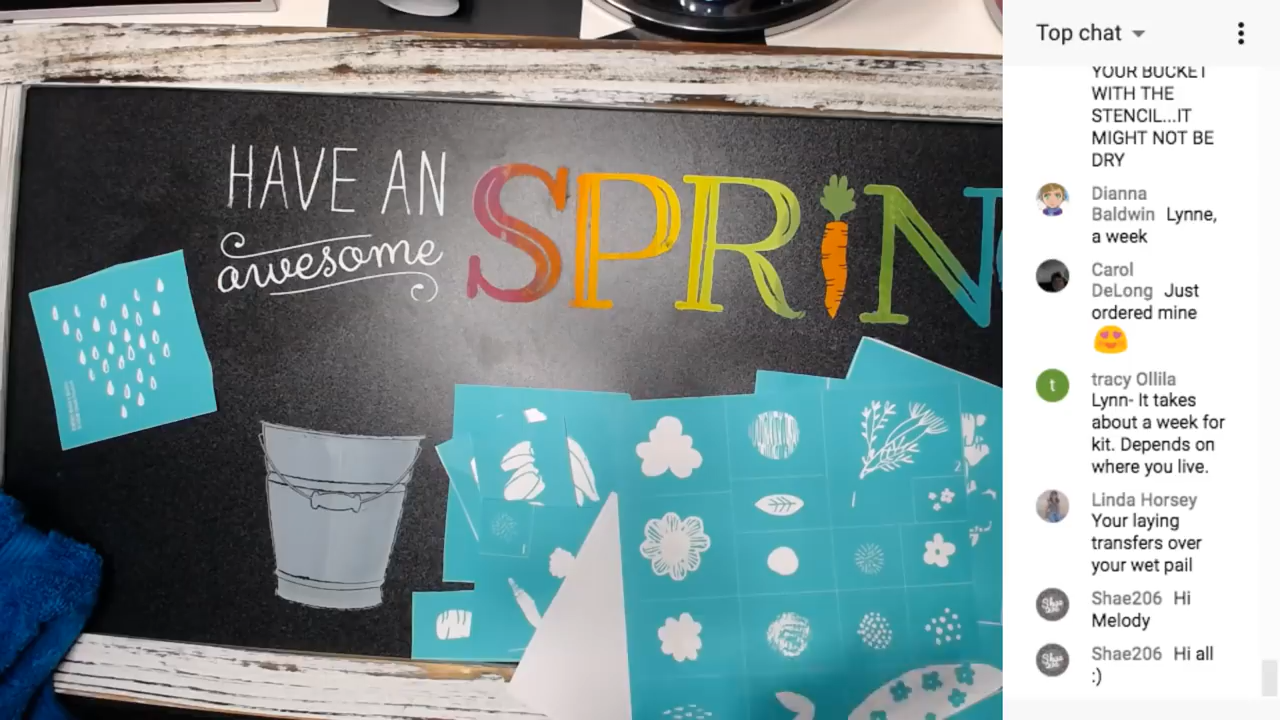 HAVE AN
awesome
SPRIN
2
1
Top chat
YOUR BUCKET
WITH THE
STENCIL...IT
MIGHT NOT BE
DRY
Dianna
Baldwin Lynne,
a week
Carol
DeLong Just
ordered mine
😍
t
tracy Ollila
Lynn- It takes
about a week for
kit. Depends on
where you live.
Linda Horsey
Your laying
transfers over
your wet pail
Shae206 Hi
Melody
Shae206 Hi all
:)